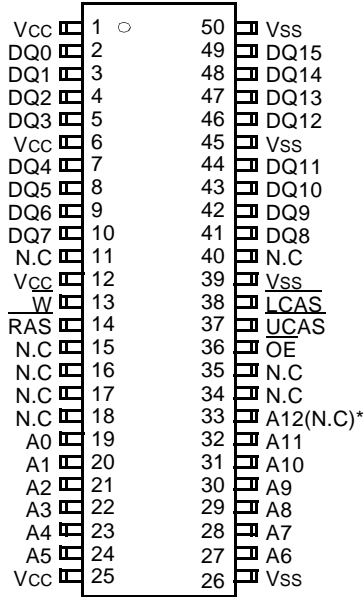 Vcc 1 50 Vss
DQ0 2 49 DQ15
DQ1 3 48 DQ14
DQ2 4 47 DQ13
DQ3 5 46 DQ12
Vcc 6 45 Vss
DQ4 7 44 DQ11
DQ5 8 43 DQ10
DQ6 9 42 DQ9
DQ7 10 41 DQ8
N.C 11 40 N.C
Vcc 12 39 Vss
W 13 38 LCAS
RAS 14 37 UCAS
N.C 15 36 OE
N.C 16 35 N.C
N.C 17 34 N.C
N.C 18 33 A12(N.C)*
A0 19 32 A11
A1 20 31 A10
A2 21 30 A9
A3 22 29 A8
A4 23 28 A7
A5 24 27 A6
Vcc 25 26 Vss